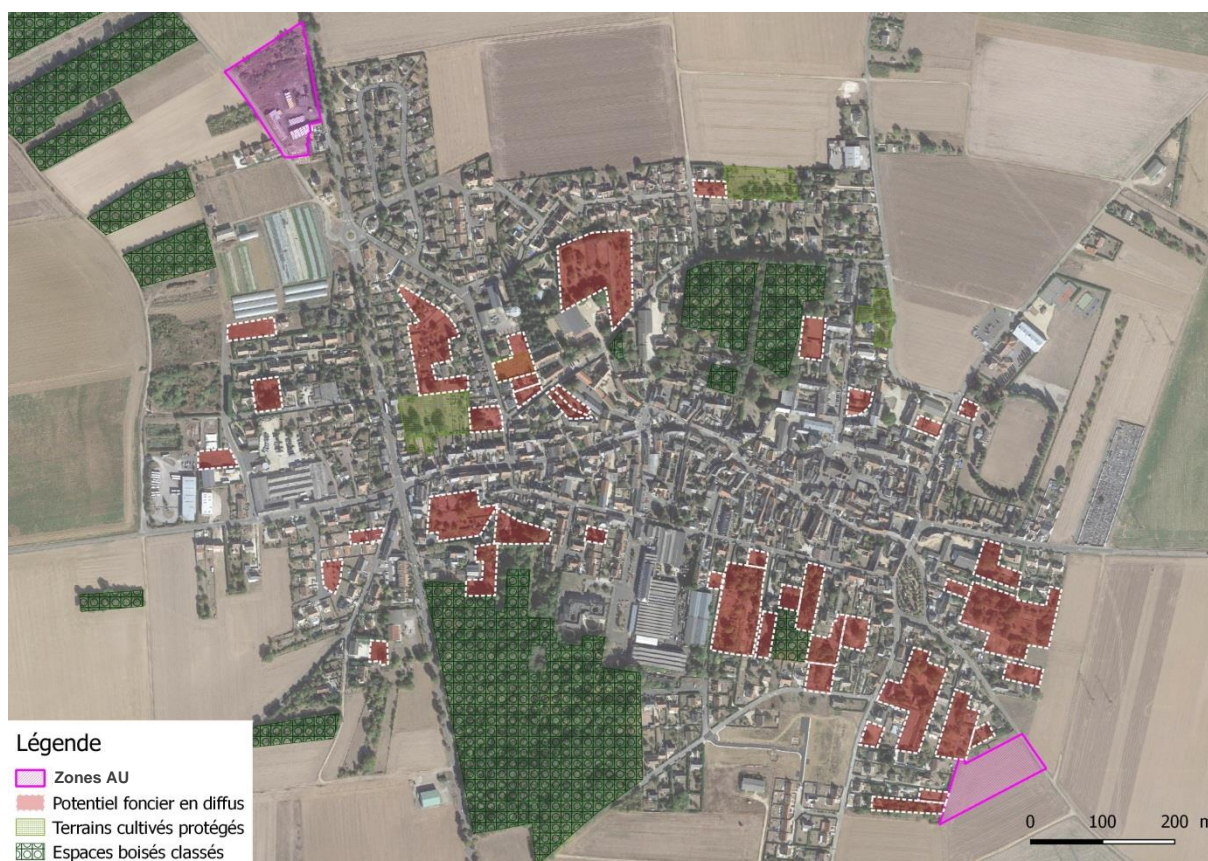 Légende
Zones AU
Potentiel foncier en diffus
Terrains cultivés protégés
Espaces boisés classés
0 100 200 m